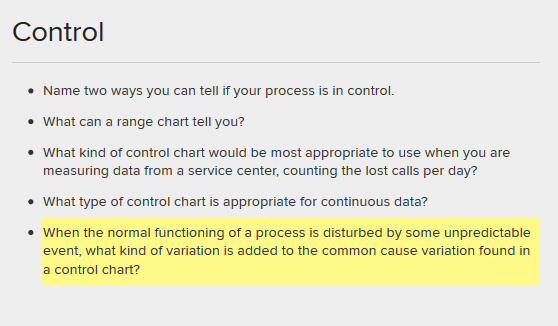 Control
Name two ways you can tell if your process is in control.
What can a range chart tell you?
What kind of control chart would be most appropriate to use when you are
measuring data from a service center, counting the lost calls per day?
What type of control chart is appropriate for continuous data?
When the normal functioning of a process is disturbed by some unpredictable
event, what kind of variation is added to the common cause variation found in
a control chart?